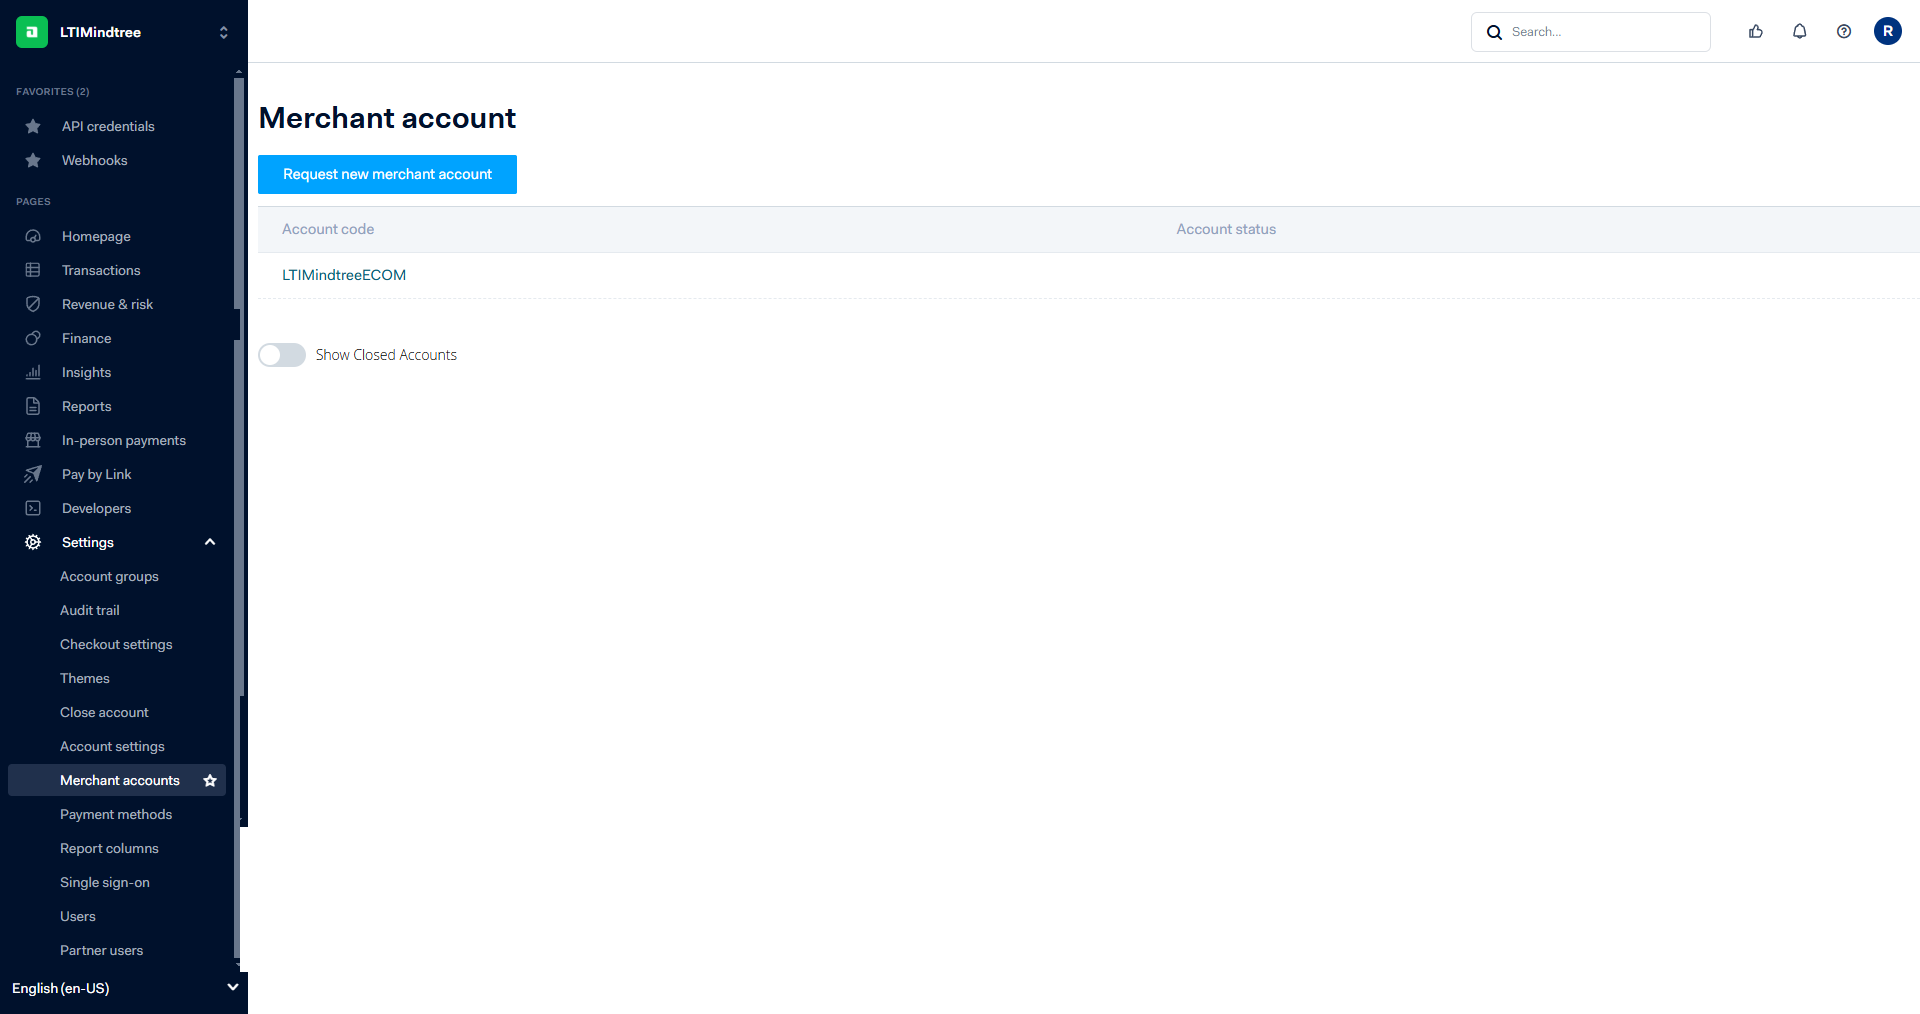 LTIMindtree
Search...
R
FAVORITES (2)
API credentials
Webhooks
PAGES
Homepage
Transactions
Revenue & risk
Finance
Insights
Reports
In-person payments
Pay by Link
Developers
Settings
Account groups
Audit trail
Checkout settings
Themes
Close account
Account settings
Merchant accounts
Payment methods
Report columns
Single sign-on
Users
Partner users
English (en-US)
Merchant account
Request new merchant account
Account code Account status
LTIMindtreeECOM
Show Closed Accounts